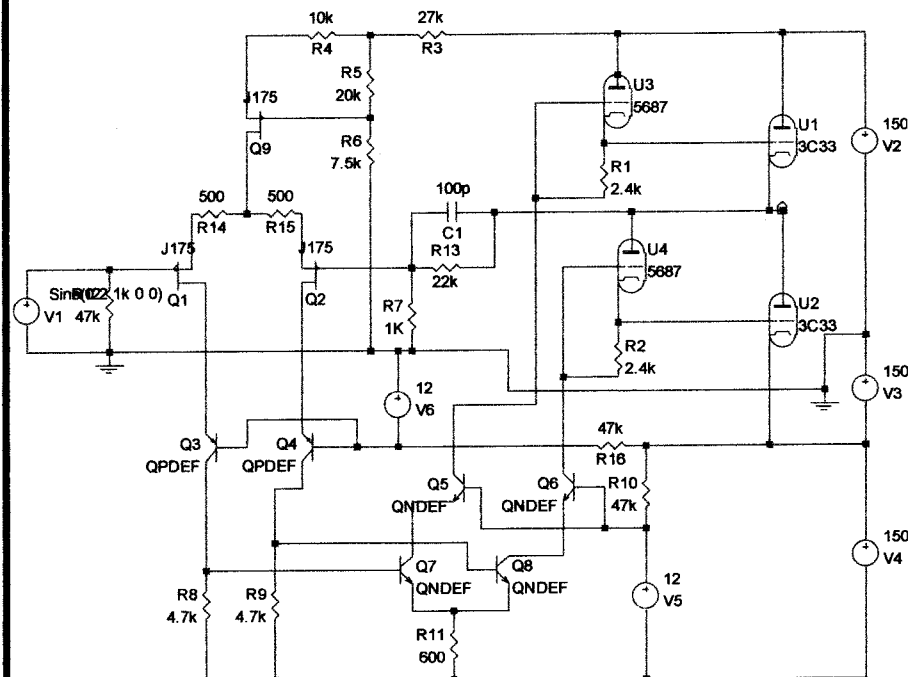 10k
R4
27k
R3
R5
20k
J175
Q9
R6
7.5k
U3
5687
U1
3C33
150
V2
R1
2.4k
500
R14
500
R15
100p
C1
R13
22k
J175
Q1
J175
Q2
U4
5687
V1
47k
R7
1K
U2
3C33
R2
2.4k
12
V6
150
V3
Q3
QPDEF
Q4
QPDEF
47k
R16
Q5
QNDEF
Q6
QNDEF
R10
47k
150
V4
Q7
QNDEF
Q8
QNDEF
12
V5
R8
4.7k
R9
4.7k
R11
600